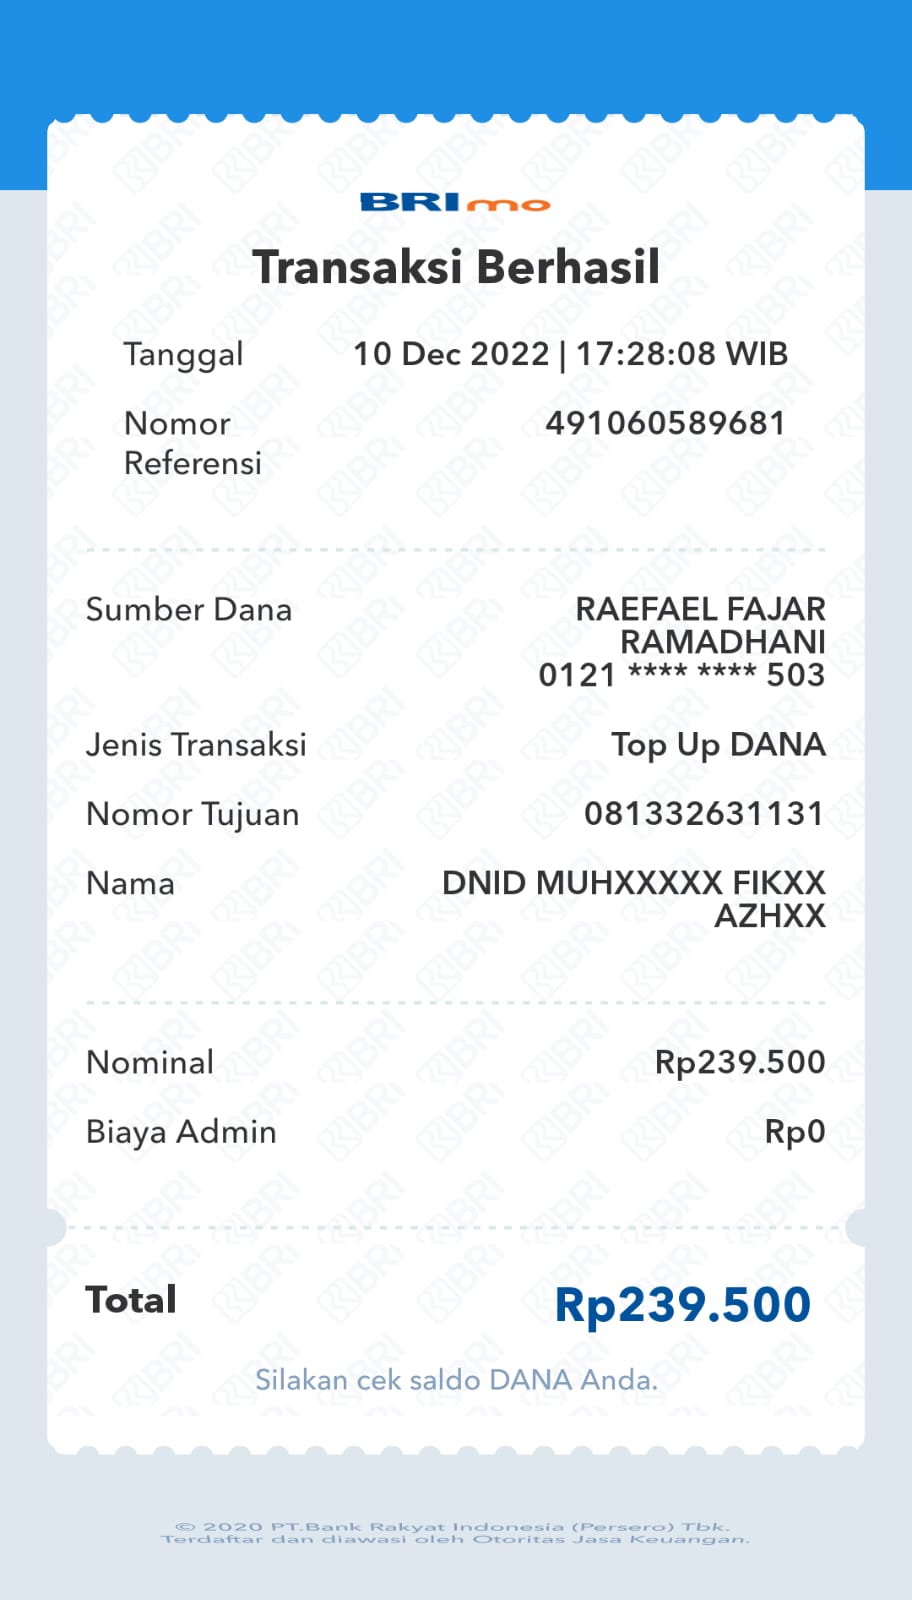 BRImo
Transaksi Berhasil
Tanggal 10 Dec 2022 | 17:28:08 WIB
Nomor 491060589681
Referensi
Sumber Dana RAEFAEL FAJAR
RAMADHANI
0121 **** **** 503
Jenis Transaksi Top Up DANA
Nomor Tujuan 081332631131
Nama DNID MUHXXXXX FIKXX
AZHXX
Nominal Rp239.500
Biaya Admin Rp0
Total Rp239.500
Silakan cek saldo DANA Anda.
© 2020 PT.Bank Rakyat Indonesia (Persero) Tbk.
Terdaftar dan diawasi oleh Otoritas Jasa Keuangan.